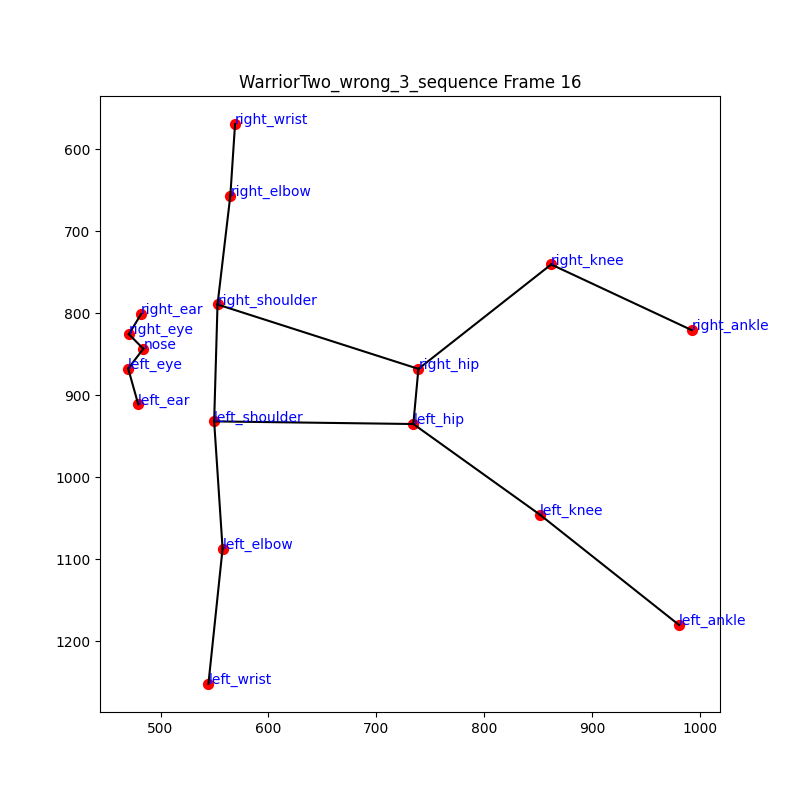 WarriorTwo_wrong_3_sequence Frame 16
right_wrist
600
right_elbow
700
right_knee
right_shoulder
800
right_ear
right_ankle
right_eye
nose
left_eye
right_hip
900
left_ear
left_shoulder
left_hip
1000
left_knee
left_elbow
1100
left_ankle
1200
left_wrist
500 600 700 800 900 1000